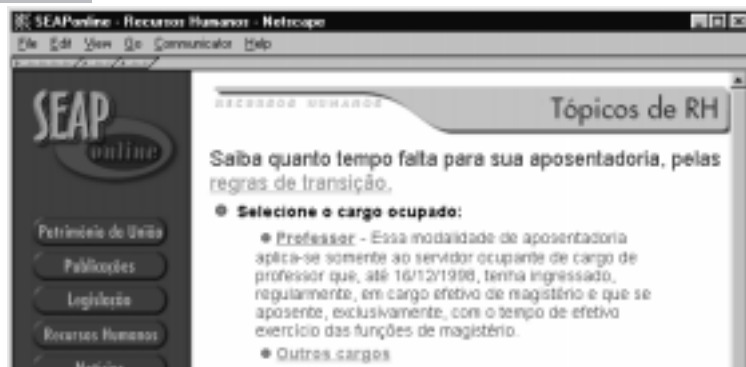 SEAPonline - Recursos Humanos - Netscape
File Edit View Go Communicator Help
SEAP
online
RECURSOS HUMANOS
Tópicos de RH
Saiba quanto tempo falta para sua aposentadoria, pelas
regras de transição.
Selecione o cargo ocupado:
Professor - Essa modalidade de aposentadoria
aplica-se somente ao servidor ocupante de cargo de
professor que, até 16/12/1998, tenha ingressado,
regularmente, em cargo efetivo de magistério e que se
aposente, exclusivamente, com o tempo de efetivo
exercício das funções de magistério.
Outros cargos
Patrimônio da União
Publicações
Legislação
Recursos Humanos
Notícias